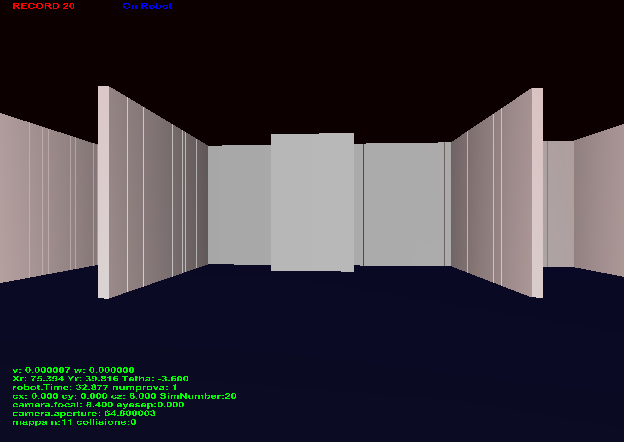 RECORD 20 On Robot
v: 0.000007 w: 0.000000
Xr: 75.394 Yr: 39.816 Tetha: -3.600
robot.Time: 32.877 numprova: 1
cx: 0.000 cy: 0.000 cz: 6.000 SimNumber:20
camera.focal: 8.400 eyesep:0.000
camera.aperture: 64.600003
mappa n:11 collisione:0